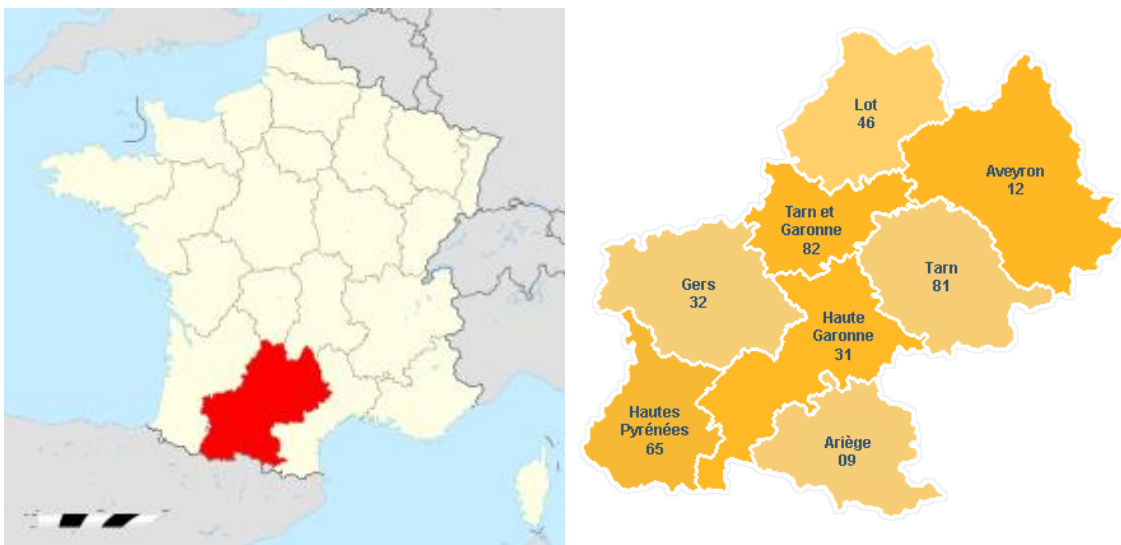 Lot
46
Aveyron
12
Tarn et
Garonne
82
Tarn
81
Gers
32
Haute
Garonne
31
Hautes
Pyrénées
65
Ariège
09